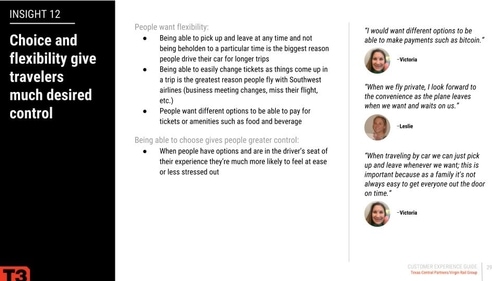 INSIGHT 12
Choice and
flexibility give
travelers
much desired
control
People want flexibility:
● Being able to pick up and leave at any time and not
being beholden to a particular time is the biggest reason
people drive their car for longer trips
● Being able to easily change tickets as things come up in
a trip is the greatest reason people fly with Southwest
airlines (business meeting changes, miss their flight,
etc.)
● People want different options to be able to pay for
tickets or amenities such as food and beverage
Being able to choose gives people greater control:
● When people have options and are in the driver's seat of
their experience they're much more likely to feel at ease
or less stressed out
"I would want different options to be
able to make payments such as bitcoin."
–Victoria
"When we fly private, I look forward to
the convenience as the plane leaves
when we want and waits on us."
–Leslie
"When traveling by car we can just pick
up and leave whenever we want; this is
important because as a family it's not
always easy to get everyone out the door
on time."
–Victoria
T3
CUSTOMER EXPERIENCE GUIDE
Texas Central Partners/Virgin Rail Group